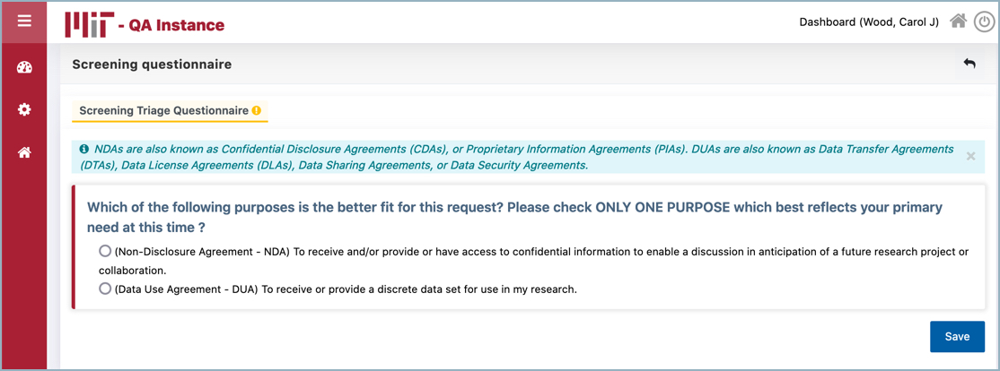 MIT - QA Instance
Dashboard (Wood, Carol J)
Screening questionnaire
Screening Triage Questionnaire
NDAs are also known as Confidential Disclosure Agreements (CDAs), or Proprietary Information Agreements (PIAs). DUAs are also known as Data Transfer Agreements
(DTAs), Data License Agreements (DLAs), Data Sharing Agreements, or Data Security Agreements.
Which of the following purposes is the better fit for this request? Please check ONLY ONE PURPOSE which best reflects your primary
need at this time ?
(Non-Disclosure Agreement - NDA) To receive and/or provide or have access to confidential information to enable a discussion in anticipation of a future research project or
collaboration.
(Data Use Agreement - DUA) To receive or provide a discrete data set for use in my research.
Save